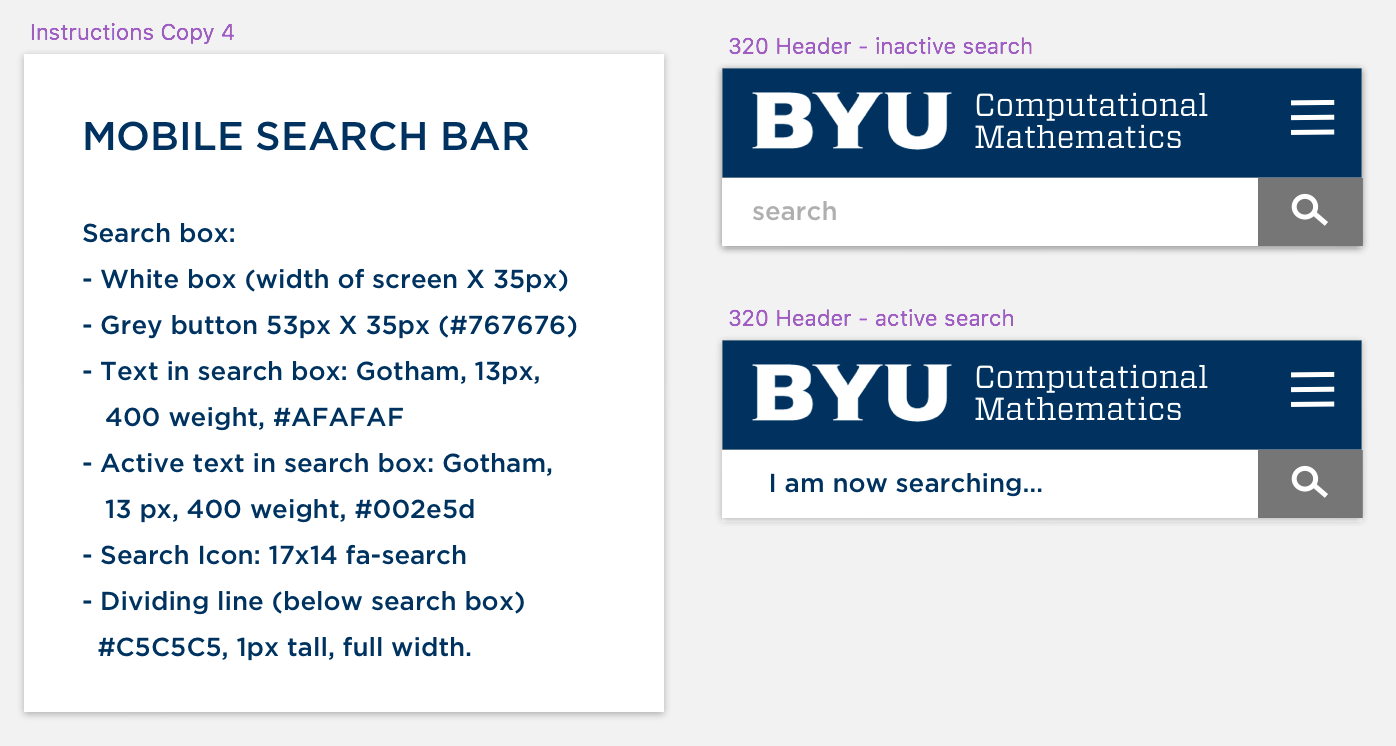 Instructions Copy 4
MOBILE SEARCH BAR
Search box:
- White box (width of screen X 35px)
- Grey button 53px X 35px (#767676)
- Text in search box: Gotham, 13px,
400 weight, #AFAFAF
- Active text in search box: Gotham,
13 px, 400 weight, #002e5d
- Search Icon: 17x14 fa-search
- Dividing line (below search box)
#C5C5C5, 1px tall, full width.
320 Header - inactive search
BYU Computational
Mathematics
search
320 Header - active search
BYU Computational
Mathematics
I am now searching...